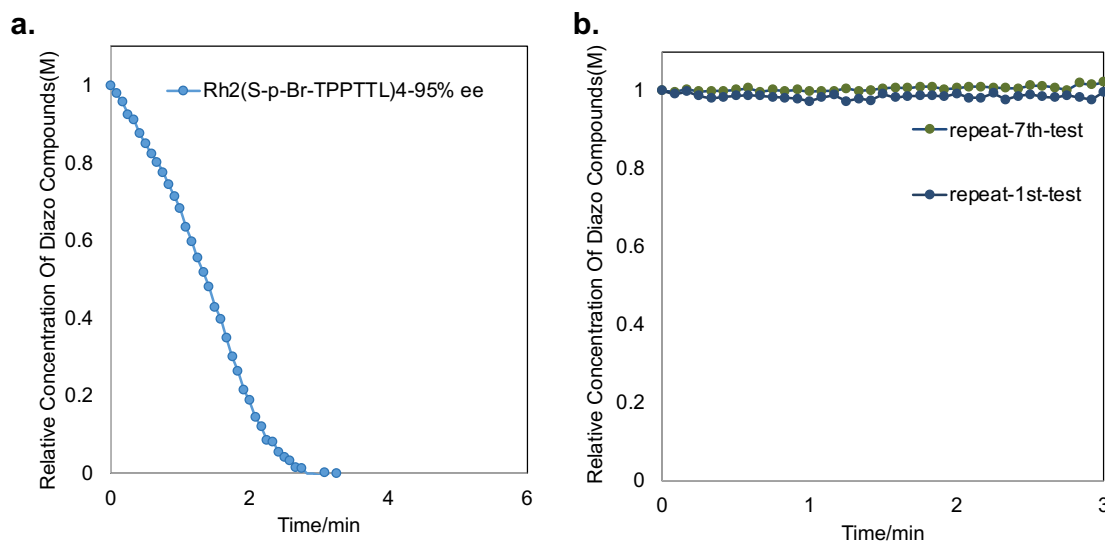 a.
Relative Concentration Of Diazo Compounds(M)
1
0.8
0.6
0.4
0.2
0
0
2
4
6
Time/min
Rh2(S-p-Br-TPPTTL)4-95% ee
b.
Relative Concentration Of Diazo Compounds(M)
1
0.8
0.6
0.4
0.2
0
0
1
2
3
Time/min
repeat-7th-test
repeat-1st-test